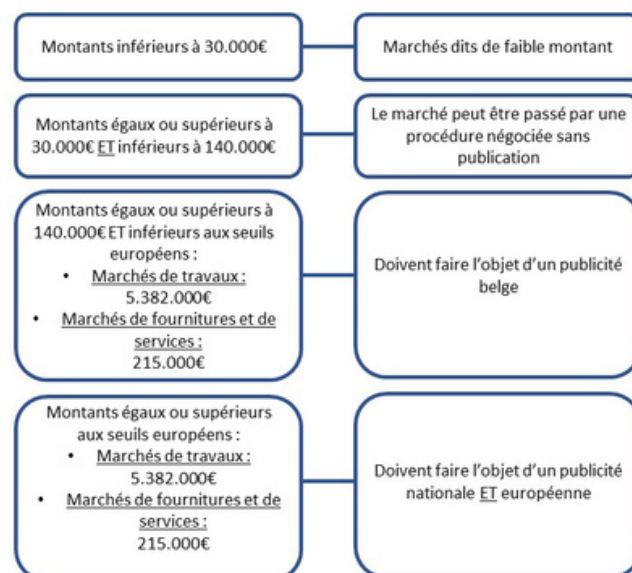 Montants inférieurs à 30.000€
Marchés dits de faible montant
Montants égaux ou supérieurs à
30.000€ ET inférieurs à 140.000€
Le marché peut être passé par une
procédure négociée sans
publication
Montants égaux ou supérieurs à
140.000€ ET inférieurs aux seuils
européens :
• Marchés de travaux :
5.382.000€
• Marchés de fournitures et de
services :
215.000€
Doivent faire l'objet d'un publicité
belge
Montants égaux ou supérieurs
aux seuils européens :
• Marchés de travaux :
5.382.000€
• Marchés de fournitures et de
services :
215.000€
Doivent faire l'objet d'un publicité
nationale ET européenne